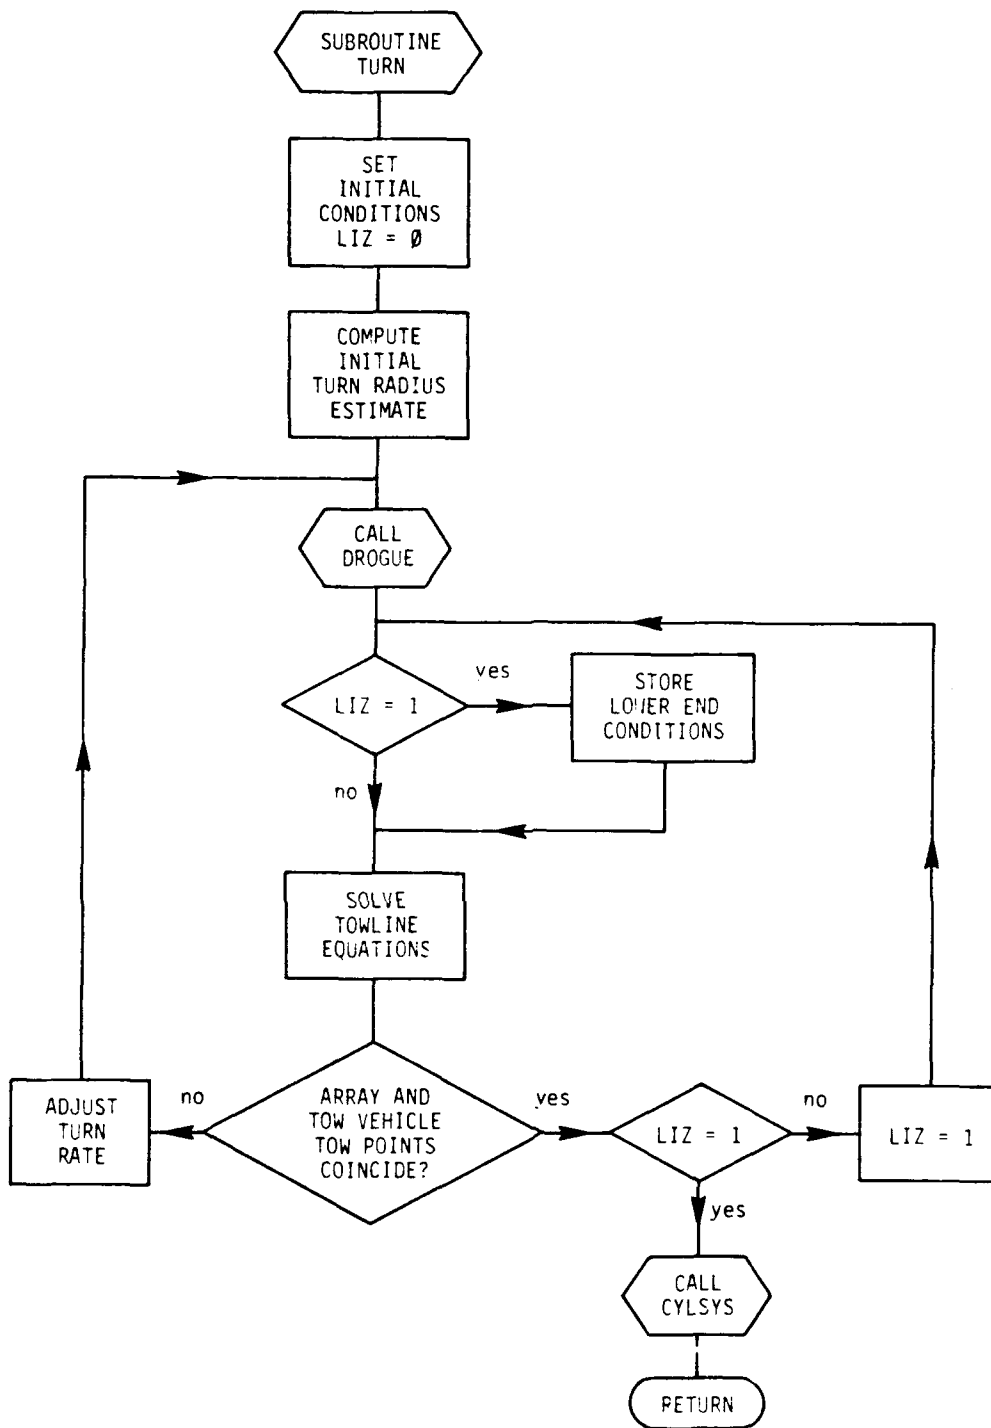 SUBROUTINE
TURN
SET
INITIAL
CONDITIONS
LIZ = Ø
COMPUTE
INITIAL
TURN RADIUS
ESTIMATE
CALL
DROGUE
LIZ = 1
yes
STORE
LOWER END
CONDITIONS
no
SOLVE
TOWLINE
EQUATIONS
ADJUST
TURN
RATE
no
ARRAY AND
TOW VEHICLE
TOW POINTS
COINCIDE?
yes
LIZ = 1
no
LIZ = 1
yes
CALL
CYLSYS
RETURN